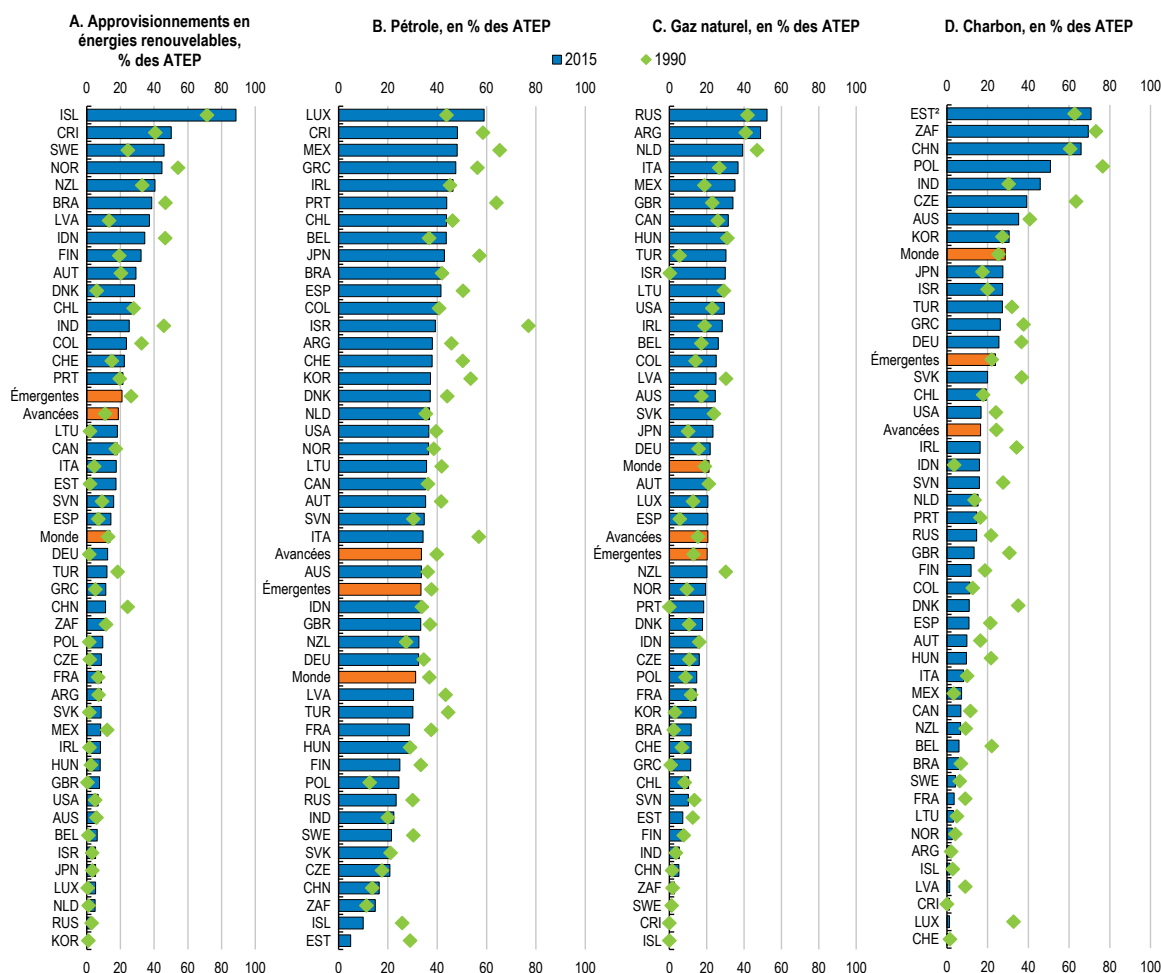 A. Approvisionnements en
énergies renouvelables,
% des ATEP
B. Pétrole, en % des ATEP
C. Gaz naturel, en % des ATEP
D. Charbon, en % des ATEP
2015
1990
0 20 40 60 80 100
ISL
CRI
SWE
NOR
NZL
BRA
LVA
IDN
FIN
AUT
DNK
CHL
IND
COL
CHE
PRT
Émergentes
Avancées
LTU
CAN
ITA
EST
SVN
ESP
Monde
DEU
TUR
GRC
CHN
ZAF
POL
CZE
FRA
ARG
SVK
MEX
IRL
HUN
GBR
USA
AUS
BEL
ISR
JPN
LUX
NLD
RUS
KOR
0 20 40 60 80 100
0 20 40 60 80 100
LUX
CRI
MEX
GRC
IRL
PRT
CHL
BEL
JPN
BRA
ESP
COL
ISR
ARG
CHE
KOR
DNK
NLD
USA
NOR
LTU
CAN
AUT
SVN
ITA
Avancées
AUS
Émergentes
IDN
GBR
NZL
DEU
Monde
LVA
TUR
FRA
HUN
FIN
POL
RUS
IND
SWE
SVK
CZE
CHN
ZAF
ISL
EST
0 20 40 60 80 100
0 20 40 60 80 100
RUS
ARG
NLD
ITA
MEX
GBR
CAN
HUN
TUR
ISR
LTU
USA
IRL
BEL
COL
LVA
AUS
SVK
JPN
DEU
Monde
AUT
LUX
ESP
Avancées
Émergentes
NZL
NOR
PRT
DNK
IDN
CZE
POL
FRA
KOR
BRA
CHE
GRC
CHL
SVN
EST
FIN
IND
CHN
ZAF
SWE
CRI
ISL
0 20 40 60 80 100
0 20 40 60 80 100
EST²
ZAF
CHN
POL
IND
CZE
AUS
KOR
Monde
JPN
ISR
TUR
GRC
DEU
Émergentes
SVK
CHL
USA
Avancées
IRL
IDN
SVN
NLD
PRT
RUS
GBR
FIN
COL
DNK
ESP
AUT
HUN
ITA
MEX
CAN
NZL
BEL
BRA
SWE
FRA
LTU
NOR
ARG
ISL
LVA
CRI
LUX
CHE
0 20 40 60 80 100